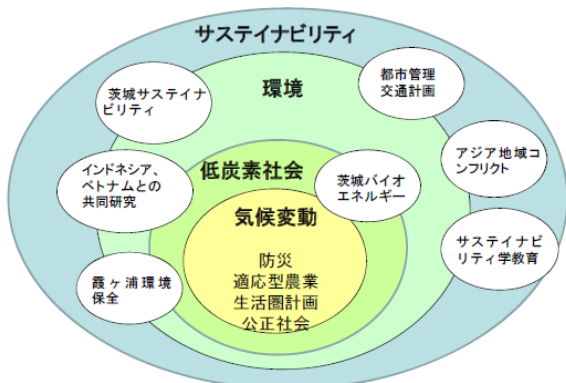 サステイナビリティ
環境
都市管理
交通計画
茨城サステイナ
ビリティ
アジア地域コ
ンフリクト
インドネシア、
ベトナムとの
共同研究
低炭素社会
茨城バイオ
エネルギー
気候変動
サステイナビ
リティ学教育
防災
適応型農業
生活圏計画
公正社会
霞ヶ浦環境
保全